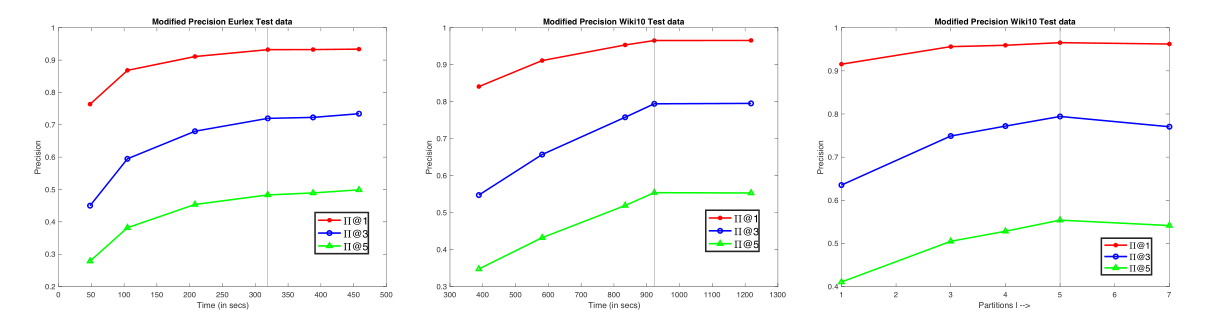 Modified Precision Eurlex Test data
1
0.9
0.8
0.7
0.6
0.5
0.4
0.3
0.2
Precision
0 50 100 150 200 250 300 350 400 450 500
Time (in secs)
Π@1
Π@3
Π@5
Modified Precision Wiki10 Test data
1
0.9
0.8
0.7
0.6
0.5
0.4
0.3
Precision
300 400 500 600 700 800 900 1000 1100 1200 1300
Time (in secs)
Π@1
Π@3
Π@5
Modified Precision Wiki10 Test data
1
0.9
0.8
0.7
0.6
0.5
0.4
Precision
1 2 3 4 5 6 7
Partitions l -->
Π@1
Π@3
Π@5